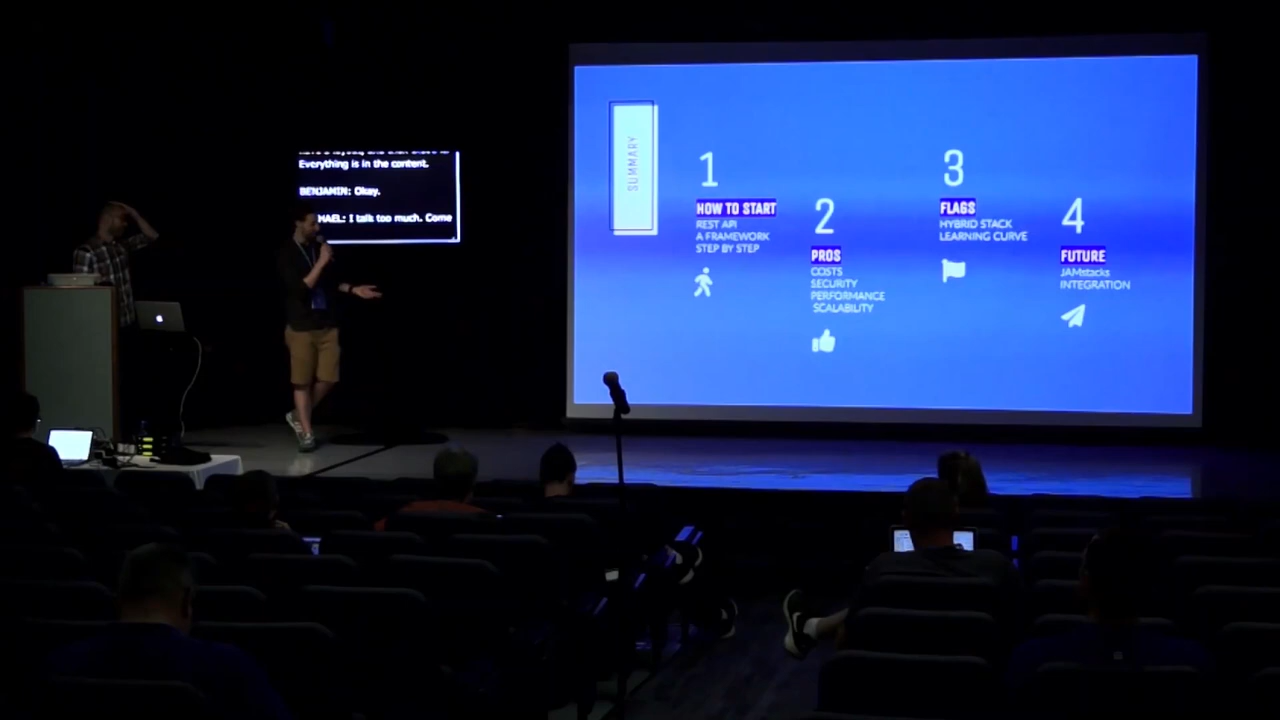 Everything is in the content.
BENJAMIN: Okay.
MAEL: I talk too much. Come
SUMMARY
1
HOW TO START
REST API
A FRAMEWORK
STEP BY STEP
2
PROS
COSTS
SECURITY
PERFORMANCE
SCALABILITY
3
FLAGS
HYBRID STACK
LEARNING CURVE
4
FUTURE
JAMstacks
INTEGRATION